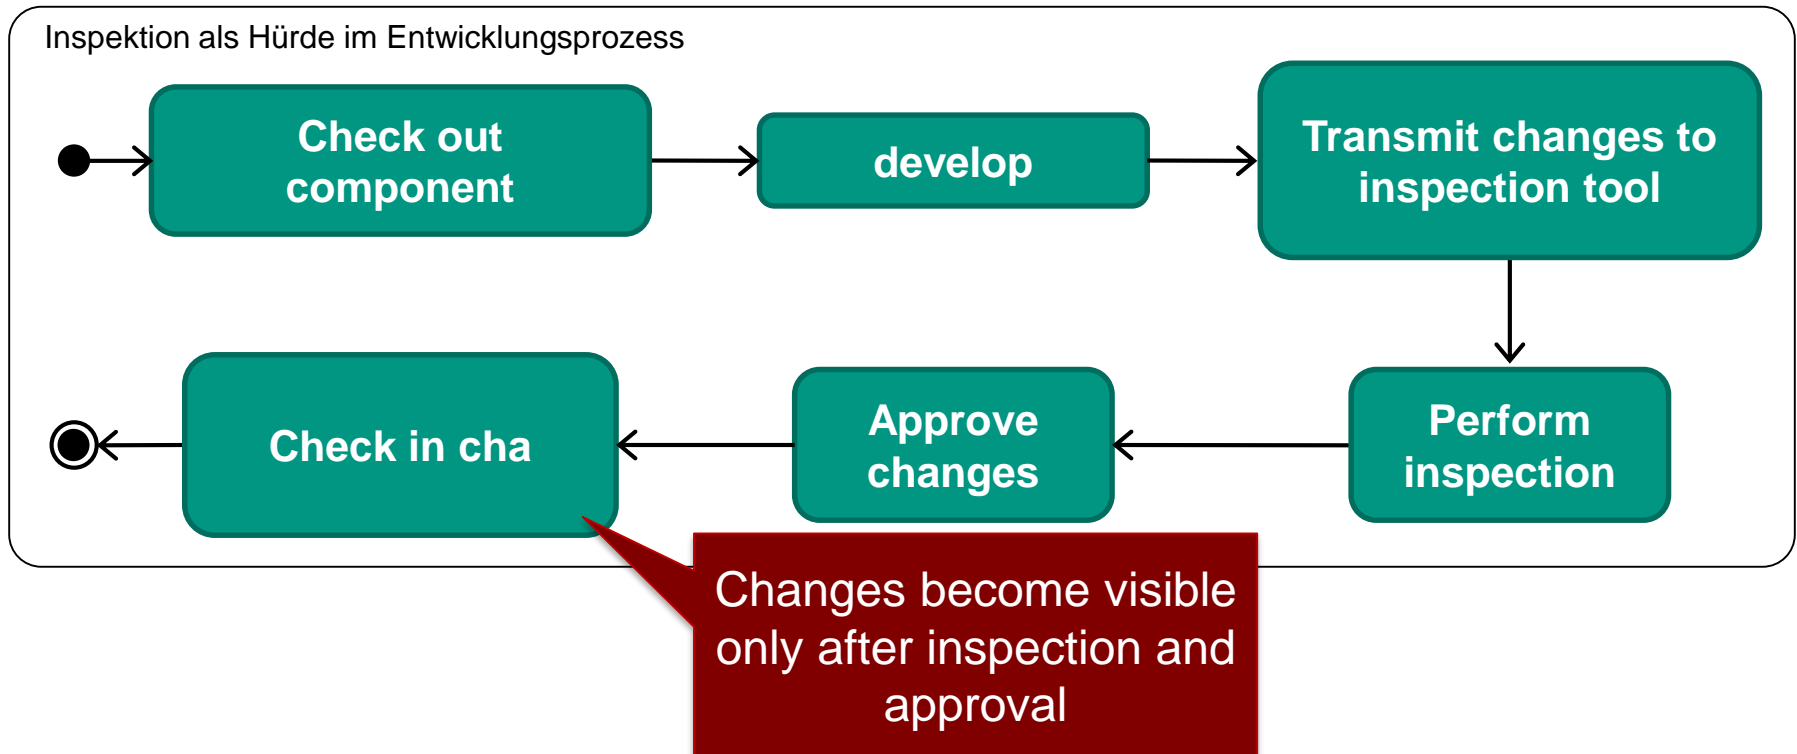 Inspektion als Hürde im Entwicklungsprozess
Check out
component
develop
Transmit changes to
inspection tool
Perform
inspection
Approve
changes
Check in cha
Changes become visible
only after inspection and
approval